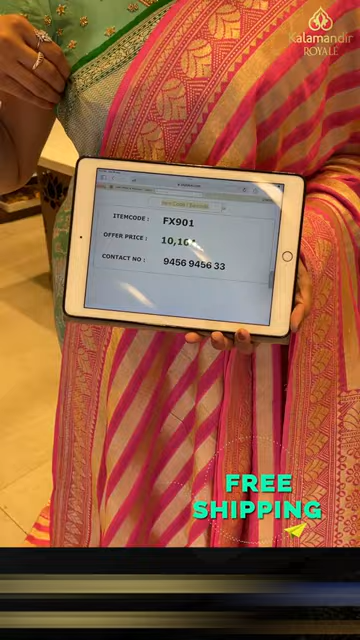 Kalamandir
ROYALE
ITEMCODE : FX901
OFFER PRICE :
CONTACT NO : 9456 9456 33
FREE
SHIPPING